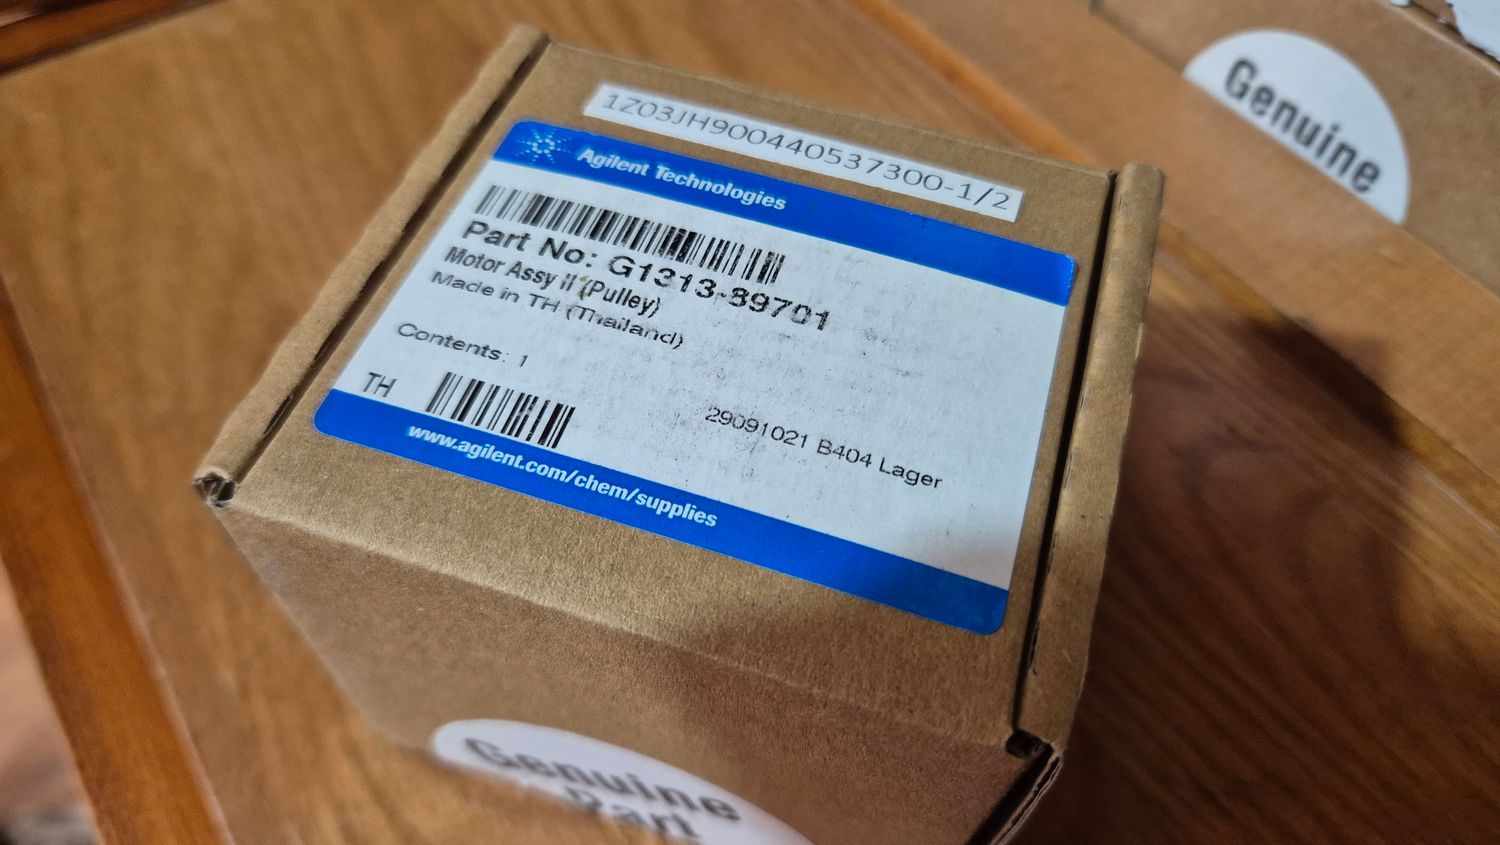 1Z03JH900440537300-1/2
Agilent Technologies
Part No: G1313-89701
Motor Assy II (Pulley)
Made in TH (Thailand)
Contents: 1
TH
29091021 B404 Lager
www.agilent.com/chem/supplies
Genuine
Part
Genuine